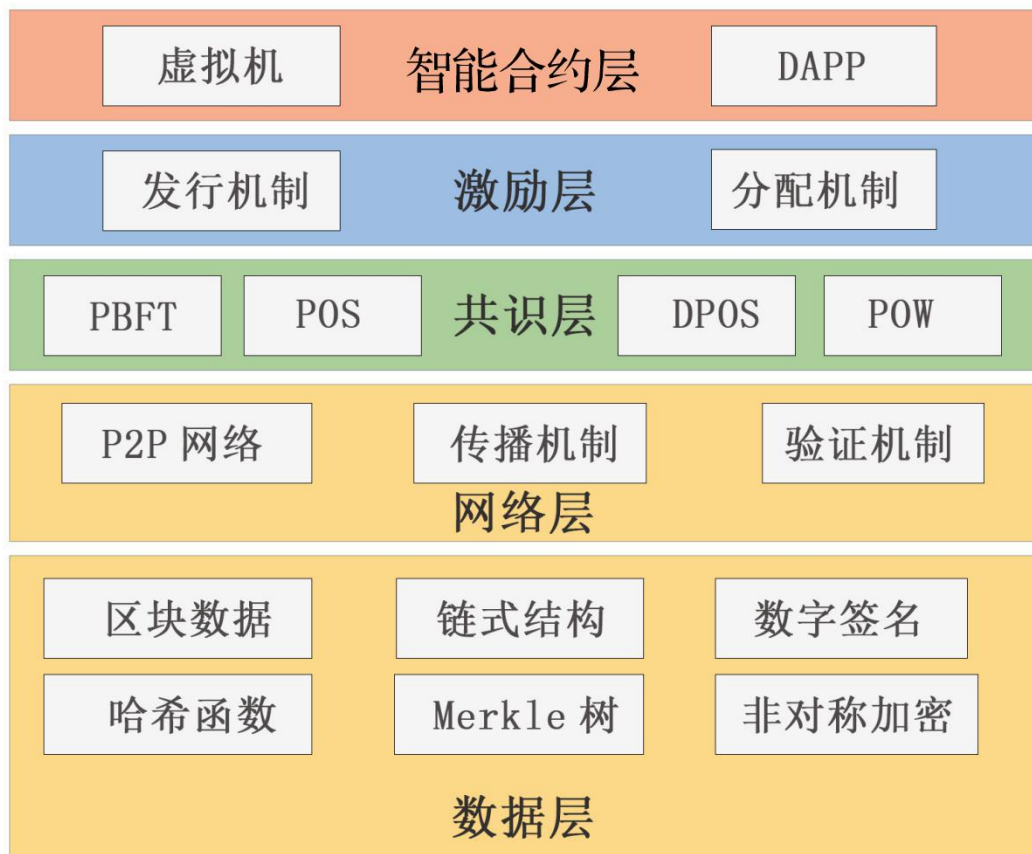 虚拟机 智能合约层 DAPP
发行机制 激励层 分配机制
PBFT POS 共识层 DPOS POW
P2P 网络 传播机制 验证机制
网络层
区块数据 链式结构 数字签名
哈希函数 Merkle 树 非对称加密
数据层